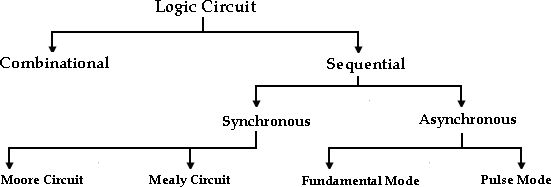 Logic Circuit
Combinational
Sequential
Synchronous
Asynchronous
Moore Circuit
Mealy Circuit
Fundamental Mode
Pulse Mode